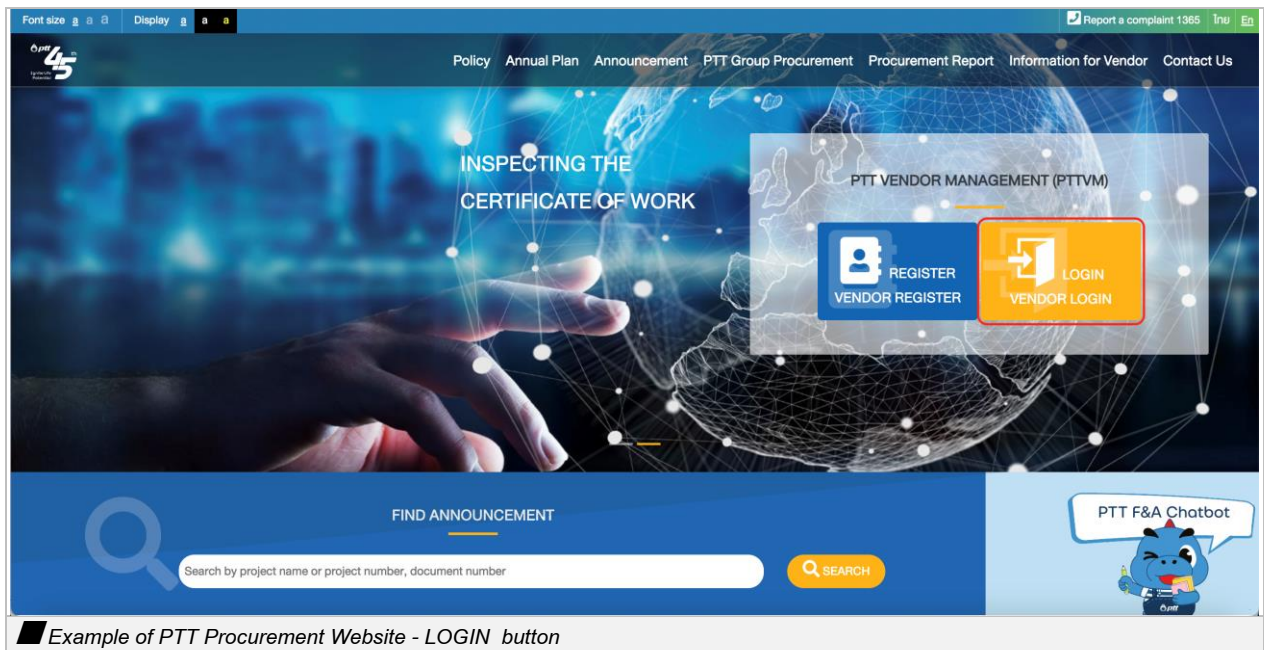 Font size a a a Display a a a Report a complaint 1365 ไทย En
ptt 45
Policy Annual Plan Announcement PTT Group Procurement Procurement Report Information for Vendor Contact Us
INSPECTING THE
CERTIFICATE OF WORK
PTT VENDOR MANAGEMENT (PTTVM)
REGISTER
VENDOR REGISTER
LOGIN
VENDOR LOGIN
FIND ANNOUNCEMENT
Search by project name or project number, document number
SEARCH
PTT F&A Chatbot
ptt
Example of PTT Procurement Website - LOGIN button